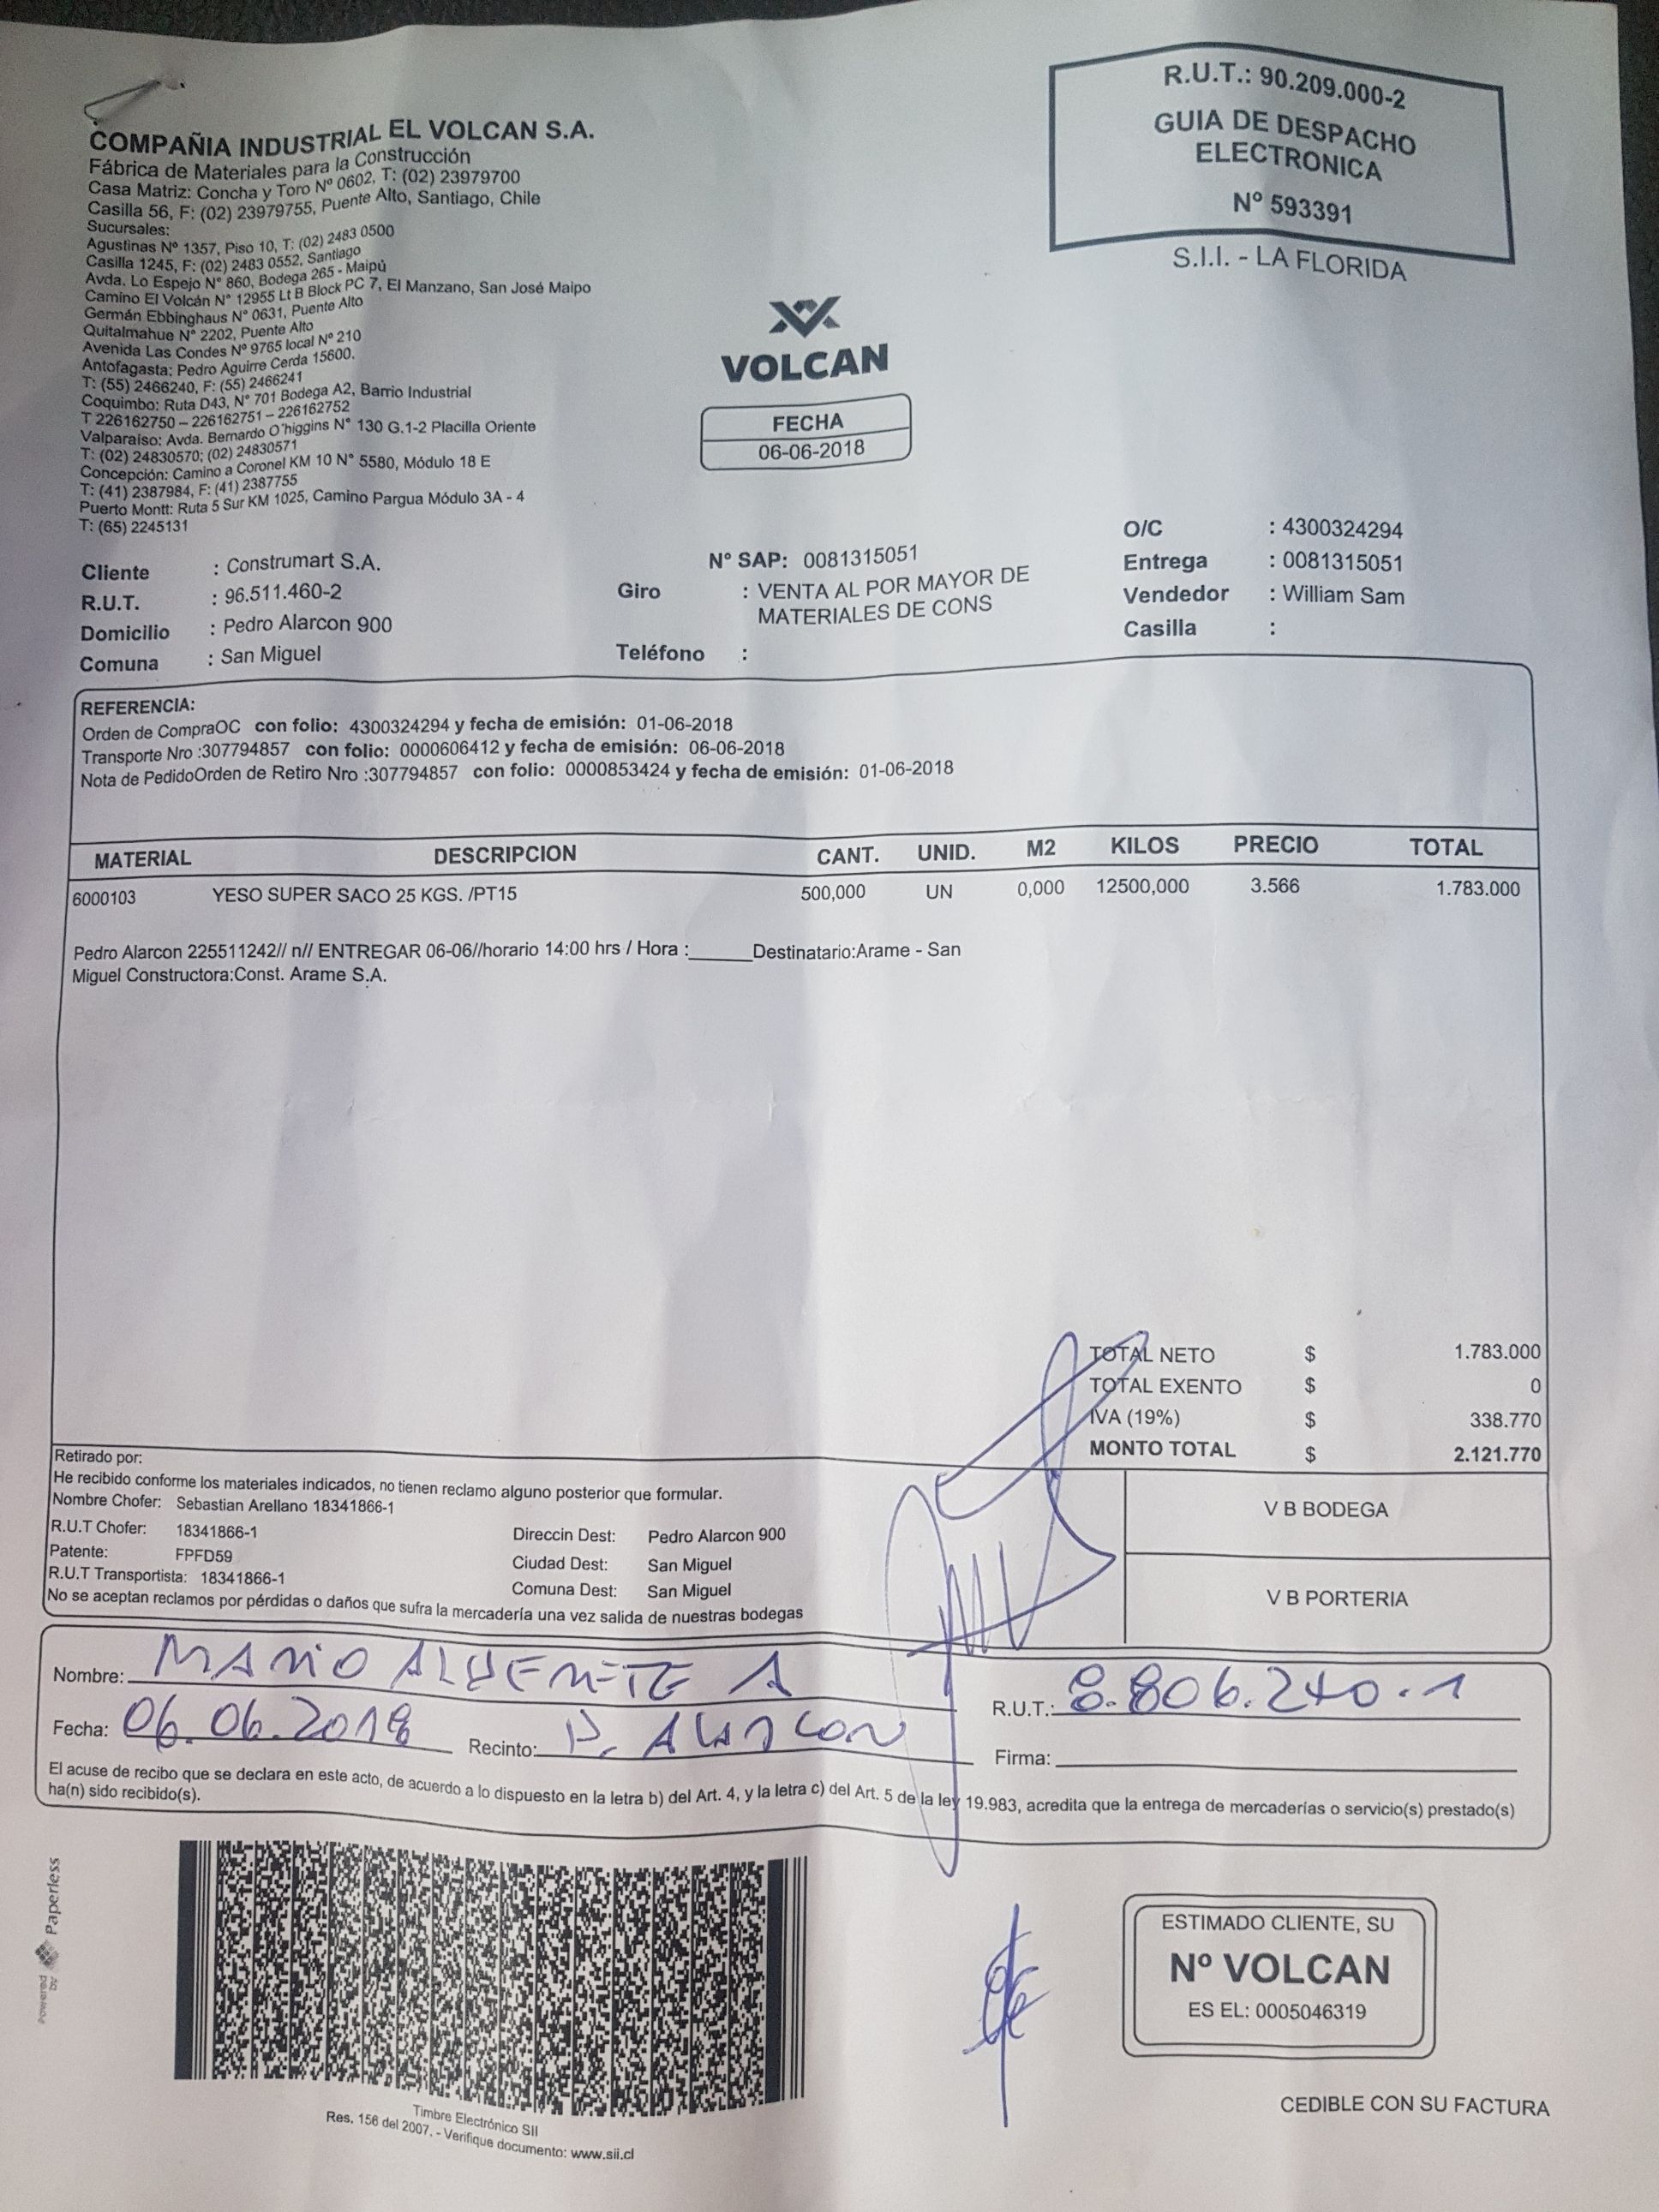 COMPAÑIA INDUSTRIAL EL VOLCAN S.A.
Fábrica de Materiales para la Construcción
Casa Matriz: Concha y Toro Nº 0602, T: (02) 23979700
Casilla 56, F: (02) 23979755, Puente Alto, Santiago, Chile
Sucursales:
Agustinas Nº 1357, Piso 10, T: (02) 2483 0500
Casilla 1245, F: (02) 2483 0552, Santiago
Avda. Lo Espejo N° 860, Bodega 265 - Maipú
Camino El Volcán N° 12955 Lt B Block PC 7, El Manzano, San José Maipo
Germán Ebbinghaus N° 0631, Puente Alto
Quitalmahue N° 2202, Puente Alto
Avenida Las Condes Nº 9765 local Nº 210
Antofagasta: Pedro Aguirre Cerda 15600.
T: (55) 2466240, F: (55) 2466241
Coquimbo: Ruta D43, N° 701 Bodega A2, Barrio Industrial
T 226162750 – 226162751 – 226162752
Valparaíso: Avda. Bernardo O'higgins N° 130 G.1-2 Placilla Oriente
T: (02) 24830570; (02) 24830571
Concepción: Camino a Coronel KM 10 N° 5580, Módulo 18 E
T: (41) 2387984, F: (41) 2387755
Puerto Montt: Ruta 5 Sur KM 1025, Camino Pargua Módulo 3A - 4
T: (65) 2245131
R.U.T.: 90.209.000-2
GUIA DE DESPACHO
ELECTRONICA
Nº 593391
S.I.I. - LA FLORIDA
VOLCAN
FECHA
06-06-2018
Cliente : Construmart S.A.
R.U.T. : 96.511.460-2
Domicilio : Pedro Alarcon 900
Comuna : San Miguel
N° SAP: 0081315051
Giro : VENTA AL POR MAYOR DE
MATERIALES DE CONS
Teléfono :
O/C : 4300324294
Entrega : 0081315051
Vendedor : William Sam
Casilla :
REFERENCIA:
Orden de CompraOC con folio: 4300324294 y fecha de emisión: 01-06-2018
Transporte Nro :307794857 con folio: 0000606412 y fecha de emisión: 06-06-2018
Nota de PedidoOrden de Retiro Nro :307794857 con folio: 0000853424 y fecha de emisión: 01-06-2018
MATERIAL DESCRIPCION CANT. UNID. M2 KILOS PRECIO TOTAL
6000103 YESO SUPER SACO 25 KGS. /PT15 500,000 UN 0,000 12500,000 3.566 1.783.000
Pedro Alarcon 225511242// n// ENTREGAR 06-06//horario 14:00 hrs / Hora :______Destinatario:Arame - San
Miguel Constructora:Const. Arame S.A.
TOTAL NETO $ 1.783.000
TOTAL EXENTO $ 0
IVA (19%) $ 338.770
MONTO TOTAL $ 2.121.770
Retirado por:
He recibido conforme los materiales indicados, no tienen reclamo alguno posterior que formular.
Nombre Chofer: Sebastian Arellano 18341866-1
R.U.T Chofer: 18341866-1
Patente: FPFD59
R.U.T Transportista: 18341866-1
Direccin Dest: Pedro Alarcon 900
Ciudad Dest: San Miguel
Comuna Dest: San Miguel
No se aceptan reclamos por pérdidas o daños que sufra la mercadería una vez salida de nuestras bodegas
V B BODEGA
V B PORTERIA
Nombre: MARIO A
R.U.T.: 8.806.240-1
Fecha: 06.06.2018 Recinto: P. ALARCON
Firma:
El acuse de recibo que se declara en este acto, de acuerdo a lo dispuesto en la letra b) del Art. 4, y la letra c) del Art. 5 de la ley 19.983, acredita que la entrega de mercaderías o servicio(s) prestado(s)
ha(n) sido recibido(s).
Powered by Paperless
Timbre Electrónico SII
Res. 156 del 2007. - Verifique documento: www.sii.cl
ESTIMADO CLIENTE, SU
Nº VOLCAN
ES EL: 0005046319
CEDIBLE CON SU FACTURA